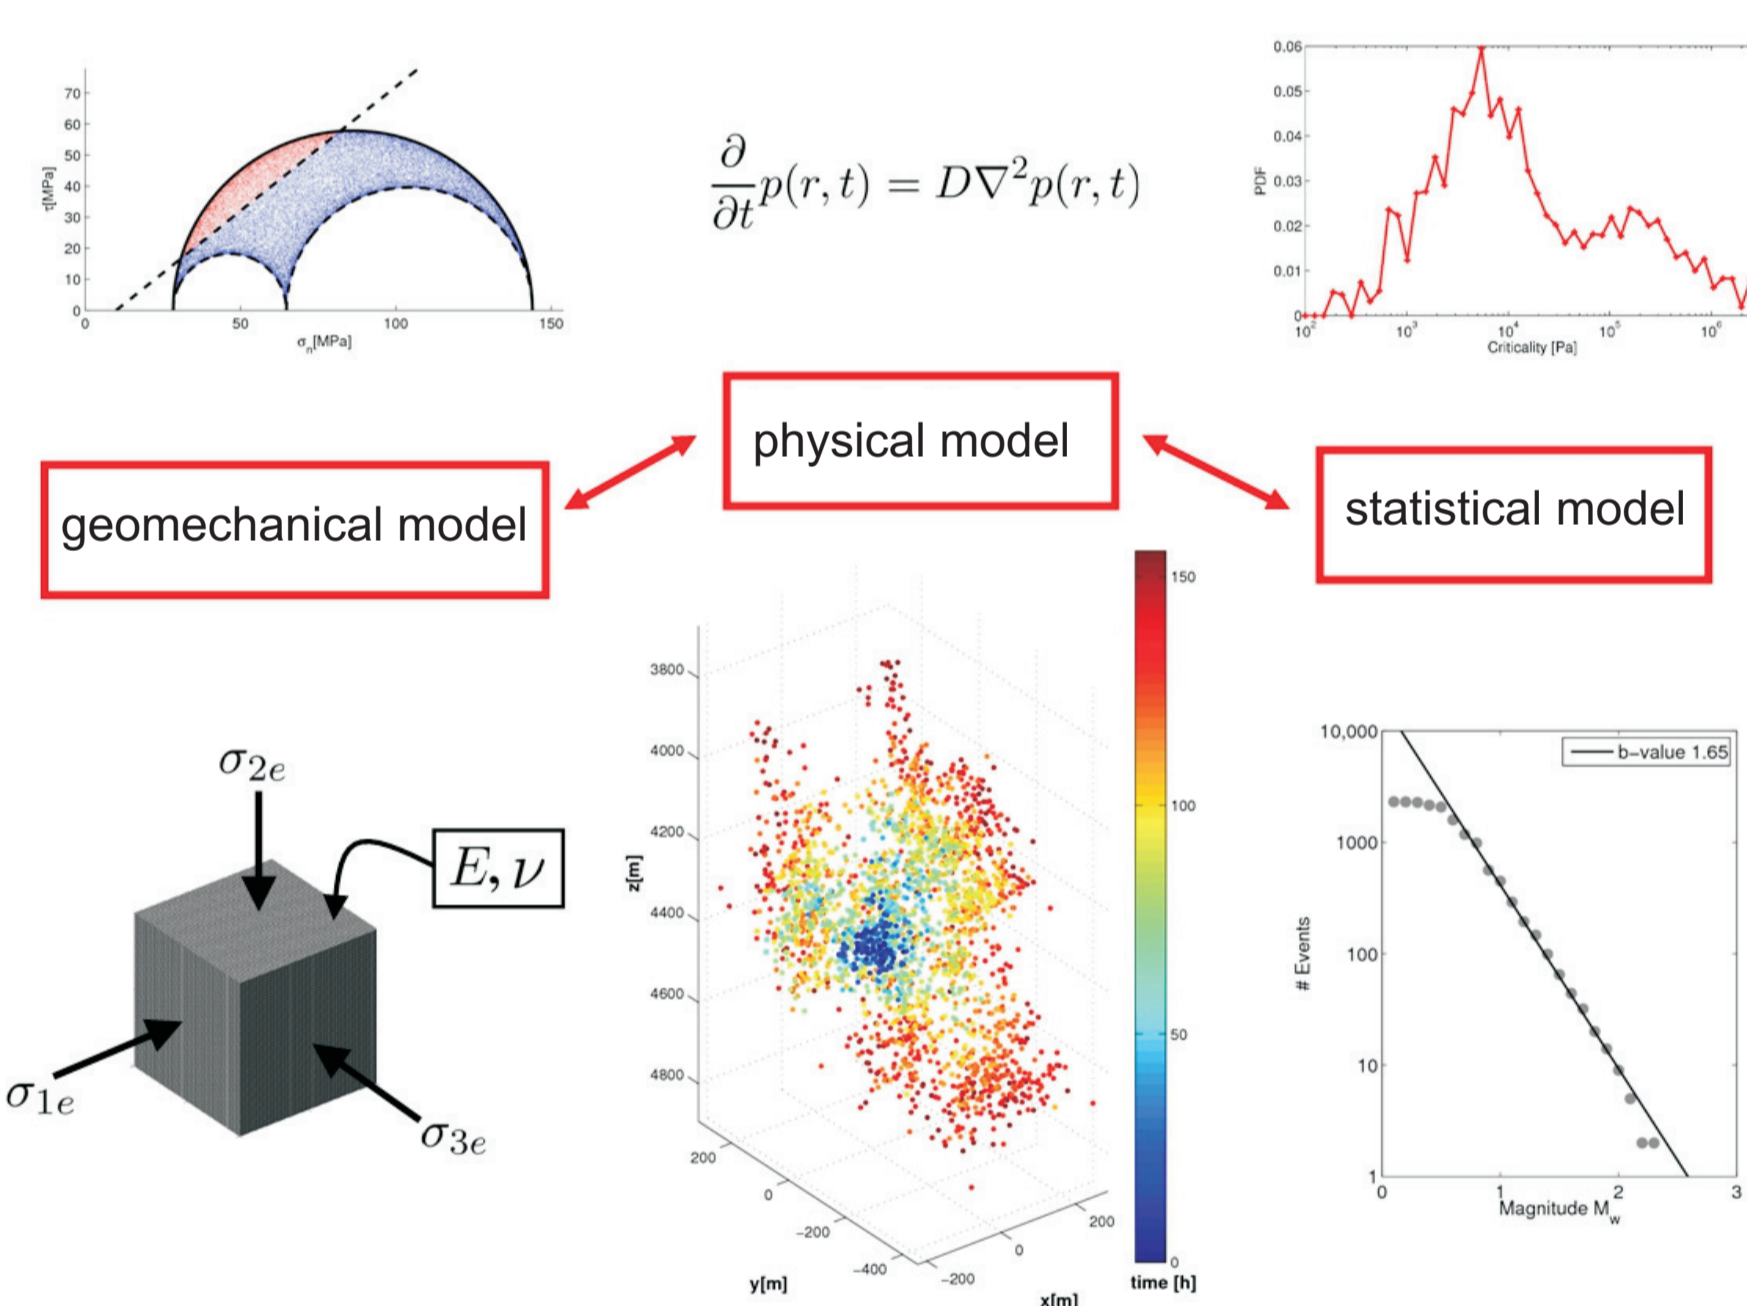 70
60
50
40
30
20
10
0
τ[MPa]
0 50 100 150
σn[MPa]
∂/∂t p(r, t) = D∇²p(r, t)
0.06
0.05
0.04
0.03
0.02
0.01
0
PDF
10² 10³ 10⁴ 10⁵ 10⁶
Criticality [Pa]
geomechanical model
physical model
statistical model
σ2e
E, ν
σ1e
σ3e
3800
4000
4200
4400
4600
4800
z[m]
200
0
-200
-400
y[m]
-200
0
200
x[m]
150
100
50
0
time [h]
10,000
1000
100
10
1
# Events
b-value 1.65
0 1 2 3
Magnitude Mw